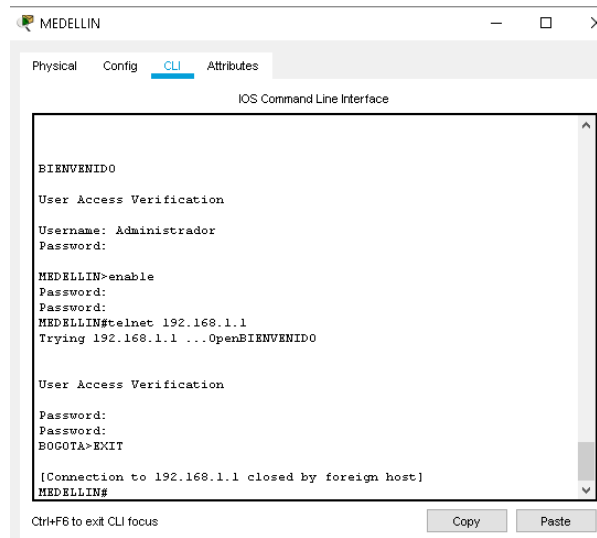 MEDELLIN
Physical Config CLI Attributes
IOS Command Line Interface
BIENVENIDO
User Access Verification
Username: Administrador
Password:
MEDELLIN>enable
Password:
Password:
MEDELLIN#telnet 192.168.1.1
Trying 192.168.1.1 ...OpenBIENVENIDO
User Access Verification
Password:
Password:
BOGOTA>EXIT
[Connection to 192.168.1.1 closed by foreign host]
MEDELLIN#
Ctrl+F6 to exit CLI focus Copy Paste